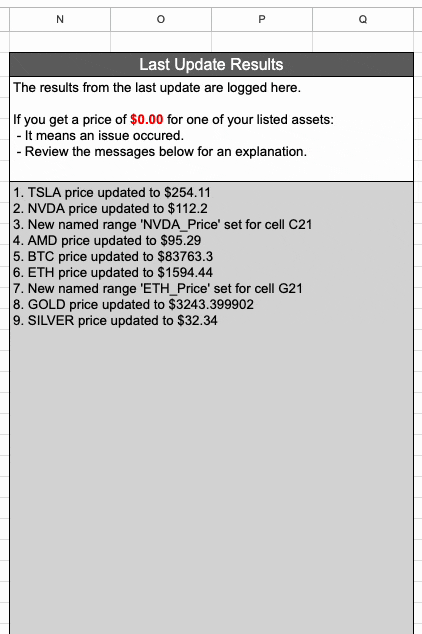 N O P Q
Last Update Results
The results from the last update are logged here.
If you get a price of $0.00 for one of your listed assets:
- It means an issue occured.
- Review the messages below for an explanation.
1. TSLA price updated to $254.11
2. NVDA price updated to $112.2
3. New named range 'NVDA_Price' set for cell C21
4. AMD price updated to $95.29
5. BTC price updated to $83763.3
6. ETH price updated to $1594.44
7. New named range 'ETH_Price' set for cell G21
8. GOLD price updated to $3243.399902
9. SILVER price updated to $32.34